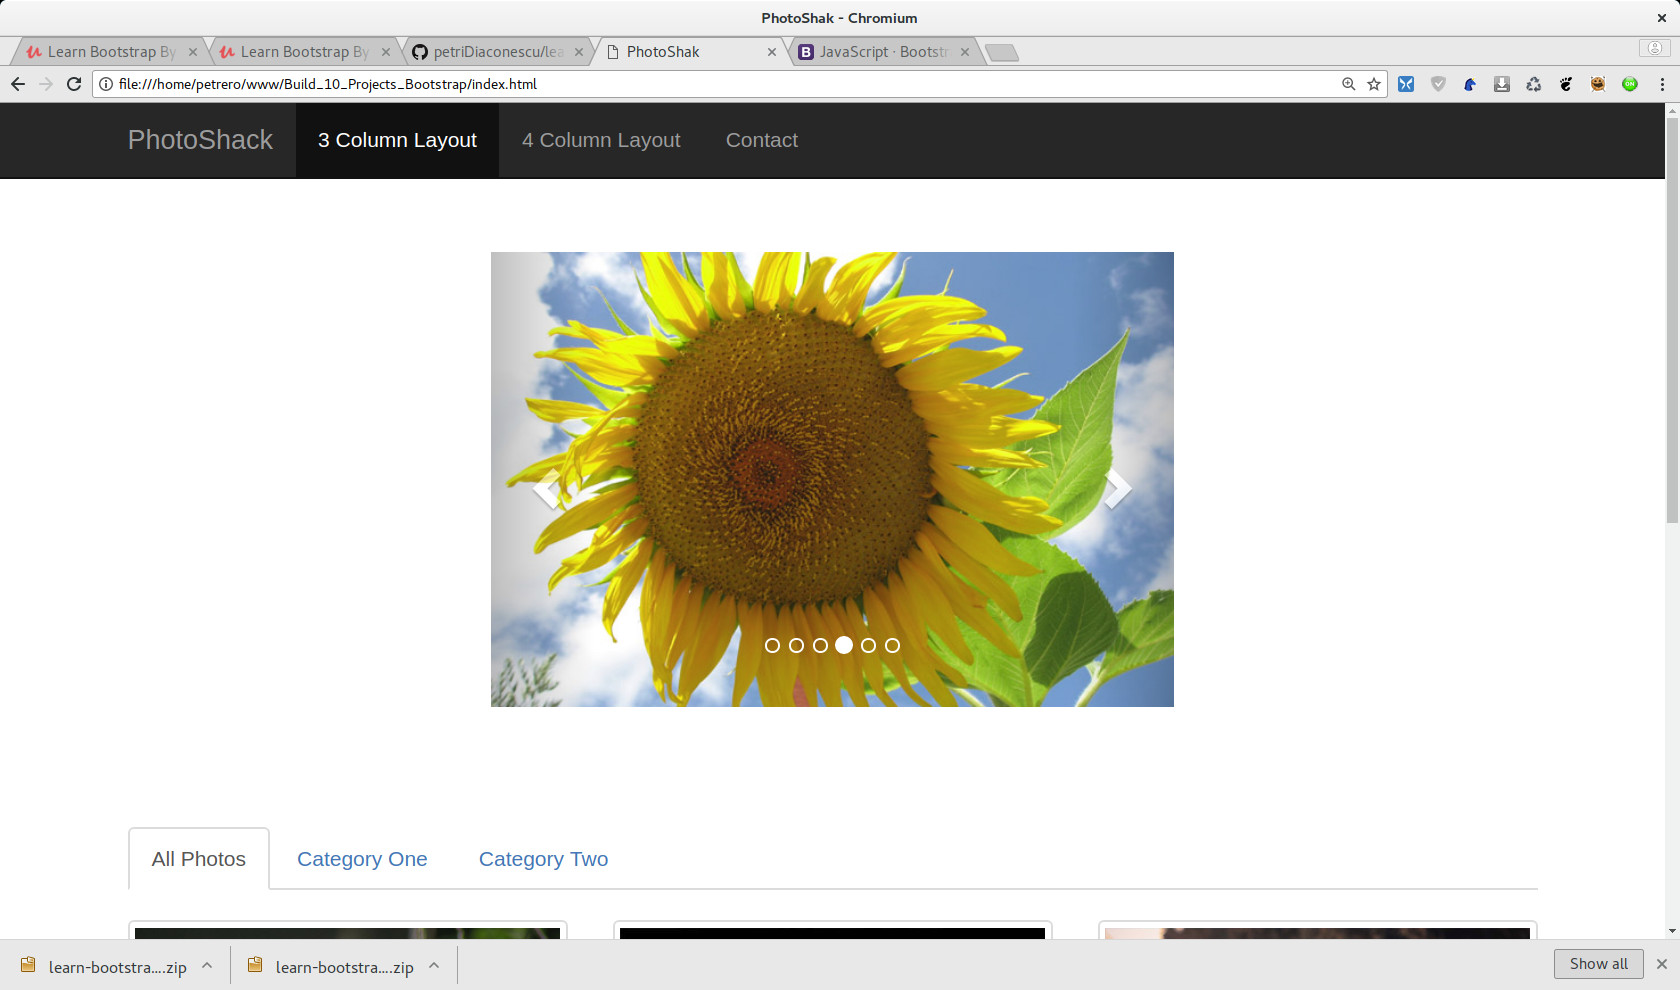 PhotoShak - Chromium
Learn Bootstrap By
Learn Bootstrap By
petriDiaconescu/lea
PhotoShak
JavaScript · Bootstr
file:///home/petrero/www/Build_10_Projects_Bootstrap/index.html
ON
PhotoShack
3 Column Layout
4 Column Layout
Contact
All Photos
Category One
Category Two
learn-bootstra....zip
learn-bootstra....zip
Show all